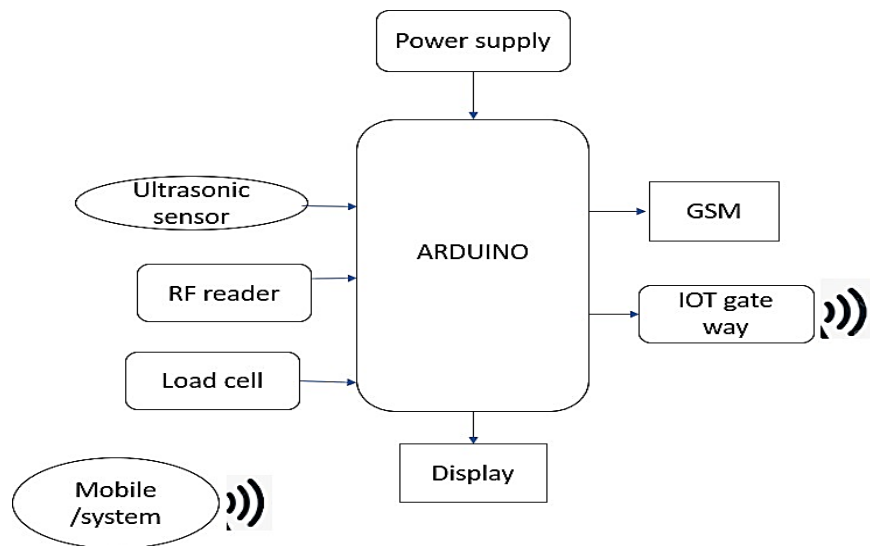 Power supply
Ultrasonic
sensor
ARDUINO
GSM
RF reader
IOT gate
way
Load cell
Display
Mobile
/system